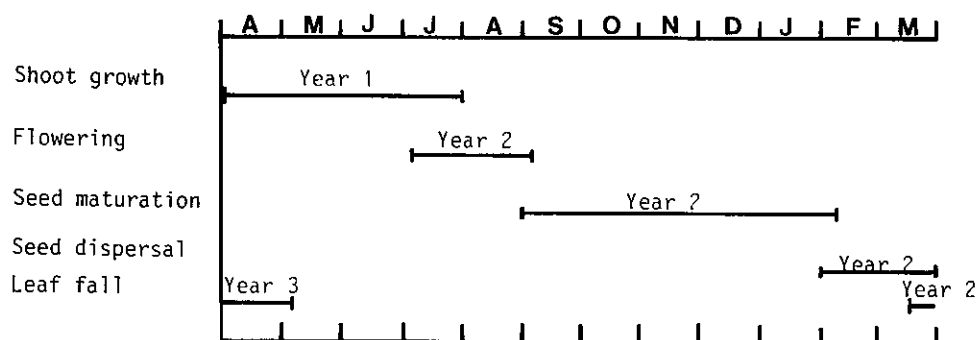 A M J J A S O N D J F M
Shoot growth Year 1
Flowering Year 2
Seed maturation Year 2
Seed dispersal Year 2
Leaf fall Year 3 Year 2